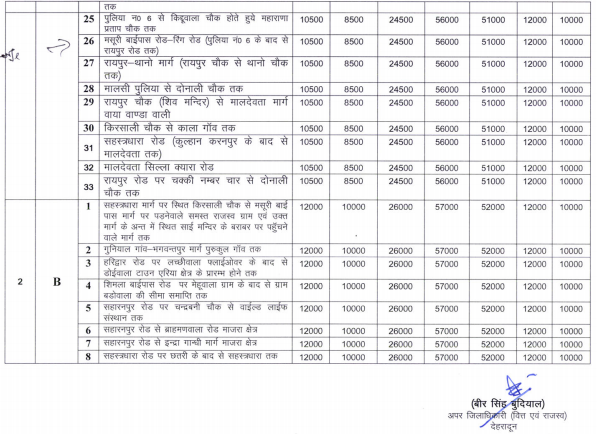 तक
25 पुलिया न0 6 से किद्दूवाला चौक होते हुये महाराणा 10500 8500 24500 56000 51000 12000 10000
प्रताप चौक तक
26 मसूरी बाईपास रोड–रिंग रोड (पुलिया न0 6 के बाद से 10500 8500 24500 56000 51000 12000 10000
रायपुर रोड तक)
27 रायपुर–थानो मार्ग (रायपुर चौक से थानो चौक 10500 8500 24500 56000 51000 12000 10000
तक)
28 मालसी पुलिया से दोनाली चौक तक 10500 8500 24500 56000 51000 12000 10000
29 रायपुर चौक (शिव मन्दिर) से मालदेवता मार्ग 10500 8500 24500 56000 51000 12000 10000
वाया वाण्डा वाली
30 किरसाली चौक से काला गॉव तक 10500 8500 24500 56000 51000 12000 10000
31 सहस्त्रधारा रोड (कुल्हान करनपुर के बाद से 10500 8500 24500 56000 51000 12000 10000
मालदेवता तक)
32 मालदेवता सिल्ला क्यारा रोड 10500 8500 24500 56000 51000 12000 10000
33 रायपुर रोड पर चक्की नम्बर चार से दोनाली 10500 8500 24500 56000 51000 12000 10000
चौक तक
2 B
1 सहस्त्रधारा मार्ग पर स्थित किरसाली चौक से मसूरी बाई 12000 10000 26000 57000 52000 12000 10000
पास मार्ग पर पड़नेवाले समस्त राजस्व ग्राम एवं उक्त
मार्ग के अन्त में स्थित साई मन्दिर के बराबर पर पहुँचने
वाले मार्ग तक
2 गुनियाल गांव–भगवन्तपुर मार्ग पुरुकुल गॉव तक 12000 10000 26000 57000 52000 12000 10000
3 हरिद्वार रोड पर लच्छीवाला फ्लाईओवर के बाद से 12000 10000 26000 57000 52000 12000 10000
डोईवाला टाउन एरिया क्षेत्र के प्रारम्भ होने तक
4 शिमला बाईपास रोड पर मेहूवाला ग्राम के बाद से ग्राम 12000 10000 26000 57000 52000 12000 10000
बडोवाला की सीमा समाप्ति तक
5 सहारनपुर रोड पर चन्द्रबनी चौक से वाईल्ड लाईफ 12000 10000 26000 57000 52000 12000 10000
संस्थान तक
6 सहारनपुर रोड से ब्राहमणवाला रोड माजरा क्षेत्र 12000 10000 26000 57000 52000 12000 10000
7 सहारनपुर रोड से इन्द्रा गान्धी मार्ग माजरा क्षेत्र 12000 10000 26000 57000 52000 12000 10000
8 सहस्त्रधारा रोड पर छतरी के बाद से सहस्त्रधारा तक 12000 10000 26000 57000 52000 12000 10000
(बीर सिंह बुदियाल)
अपर जिलाधिकारी (वित्त एवं राजस्व)
देहरादून